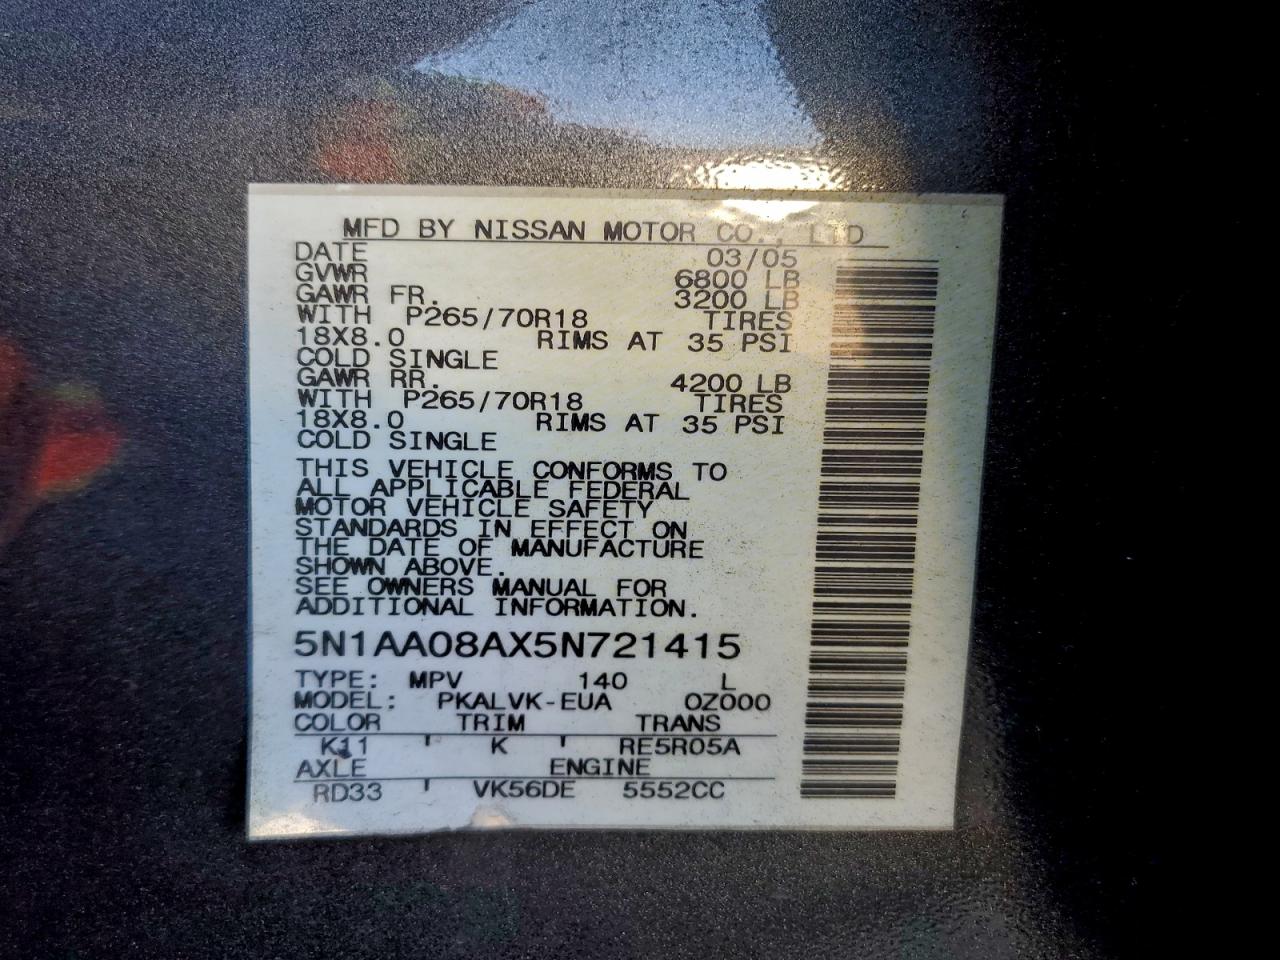 MFD BY NISSAN MOTOR CO., LTD
DATE 03/05
GVWR 6800 LB
GAWR FR. 3200 LB
WITH P265/70R18 TIRES
18X8.0 RIMS AT 35 PSI
COLD SINGLE
GAWR RR. 4200 LB
WITH P265/70R18 TIRES
18X8.0 RIMS AT 35 PSI
COLD SINGLE
THIS VEHICLE CONFORMS TO
ALL APPLICABLE FEDERAL
MOTOR VEHICLE SAFETY
STANDARDS IN EFFECT ON
THE DATE OF MANUFACTURE
SHOWN ABOVE.
SEE OWNERS MANUAL FOR
ADDITIONAL INFORMATION.
5N1AA08AX5N721415
TYPE: MPV 140 L
MODEL: PKALVK-EUA 0Z000
COLOR TRIM TRANS
K11 K RE5R05A
AXLE ENGINE
RD33 VK56DE 5552CC